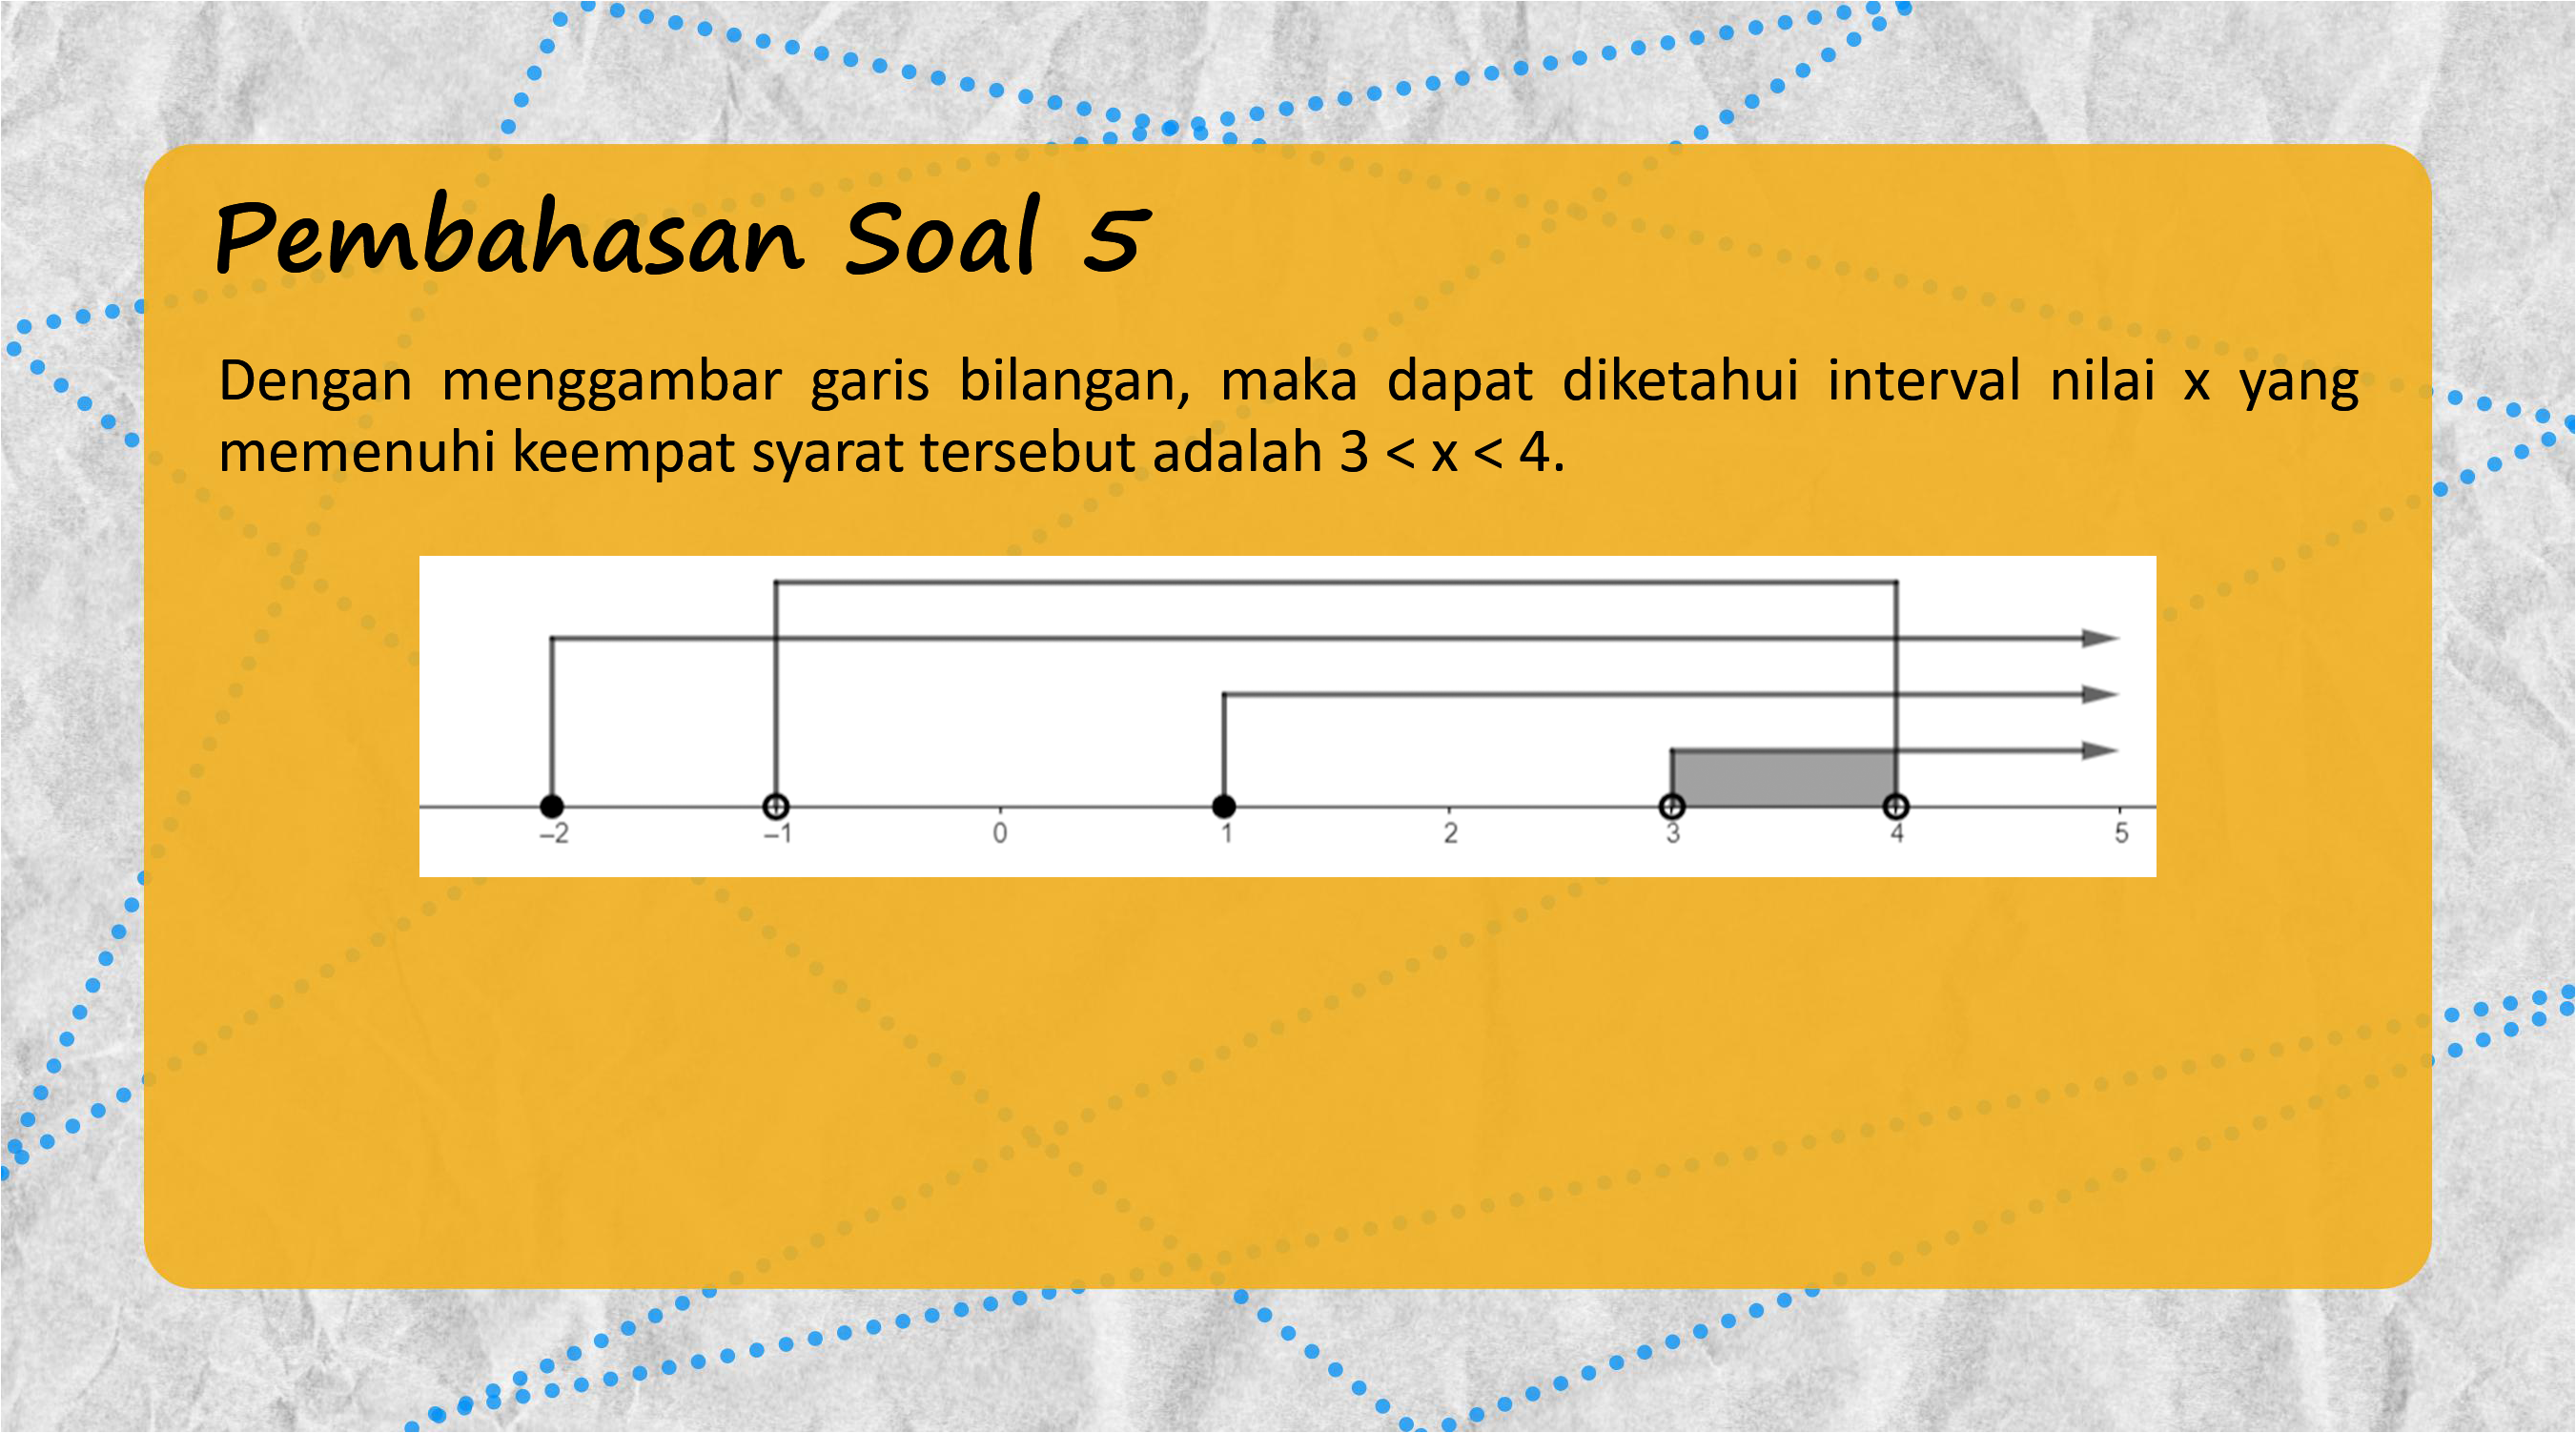 Pembahasan Soal 5
Dengan menggambar garis bilangan, maka dapat diketahui interval nilai x yang
memenuhi keempat syarat tersebut adalah 3 < x < 4.
–2 –1 0 1 2 3 4 5